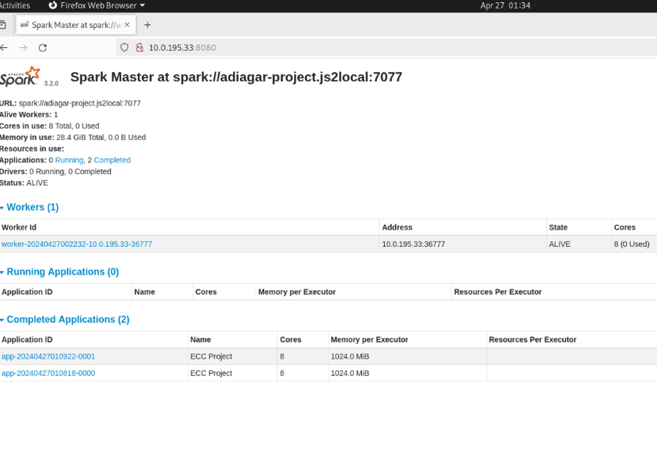 Activities Firefox Web Browser Apr 27 01:34
Spark Master at spark://a
10.0.195.33:8080
APACHE Spark 3.2.0 Spark Master at spark://adiagar-project.js2local:7077
URL: spark://adiagar-project.js2local:7077
Alive Workers: 1
Cores in use: 8 Total, 0 Used
Memory in use: 28.4 GiB Total, 0.0 B Used
Resources in use:
Applications: 0 Running, 2 Completed
Drivers: 0 Running, 0 Completed
Status: ALIVE
Workers (1)
Worker Id Address State Cores
worker-20240427002232-10.0.195.33-36777 10.0.195.33:36777 ALIVE 8 (0 Used)
Running Applications (0)
Application ID Name Cores Memory per Executor Resources Per Executor
Completed Applications (2)
Application ID Name Cores Memory per Executor Resources Per Executor
app-20240427010922-0001 ECC Project 8 1024.0 MiB
app-20240427010818-0000 ECC Project 8 1024.0 MiB